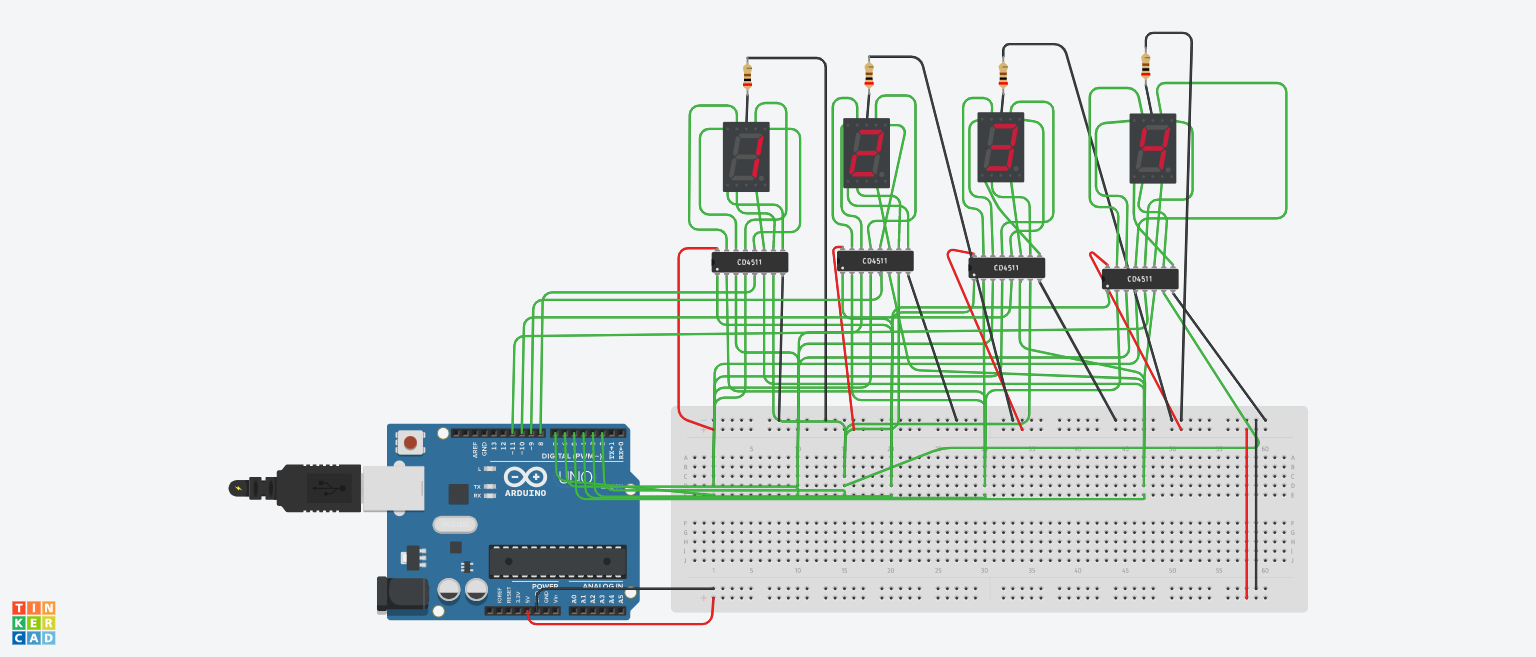 1
2
3
4
CD4511
CD4511
CD4511
CD4511
AREF
GND
13
12
~11
~10
~9
8
TX→1
RX←0
DIGITAL (PWM~)
L
TX
RX
UNO
ARDUINO
POWER
ANALOG IN
IOREF
RESET
3.3V
5V
GND
Vin
A0
A1
A2
A3
A4
A5
5
60
A
B
C
D
E
F
G
H
I
J
1
5
10
15
20
25
30
35
40
45
50
55
60
TIN
KER
CAD